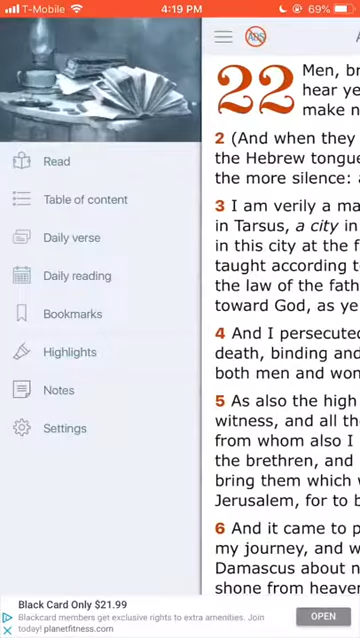 T-Mobile 4:19 PM 69%
ADS
Read
Table of content
Daily verse
Daily reading
Bookmarks
Highlights
Notes
Settings
22 Men, br
hear ye
make n
2 (And when they
the Hebrew tongue
the more silence: a
3 I am verily a ma
in Tarsus, a city in
in this city at the f
taught according t
the law of the fath
toward God, as ye
4 And I persecuted
death, binding and
both men and wom
5 As also the high
witness, and all th
from whom also I
the brethren, and
bring them which w
Jerusalem, for to b
6 And it came to p
my journey, and w
Damascus about n
shone from heaven
Black Card Only $21.99
Blackcard members get exclusive rights to extra amenities. Join
today! planetfitness.com
OPEN